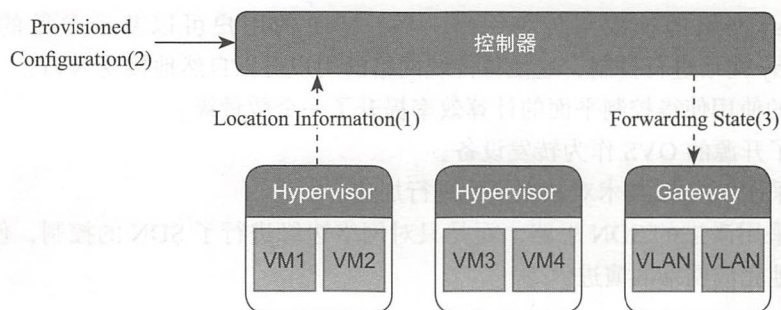 Provisioned
Configuration(2)
控制器
Location Information(1)
Forwarding State(3)
Hypervisor
Hypervisor
Gateway
VM1 VM2
VM3 VM4
VLAN VLAN